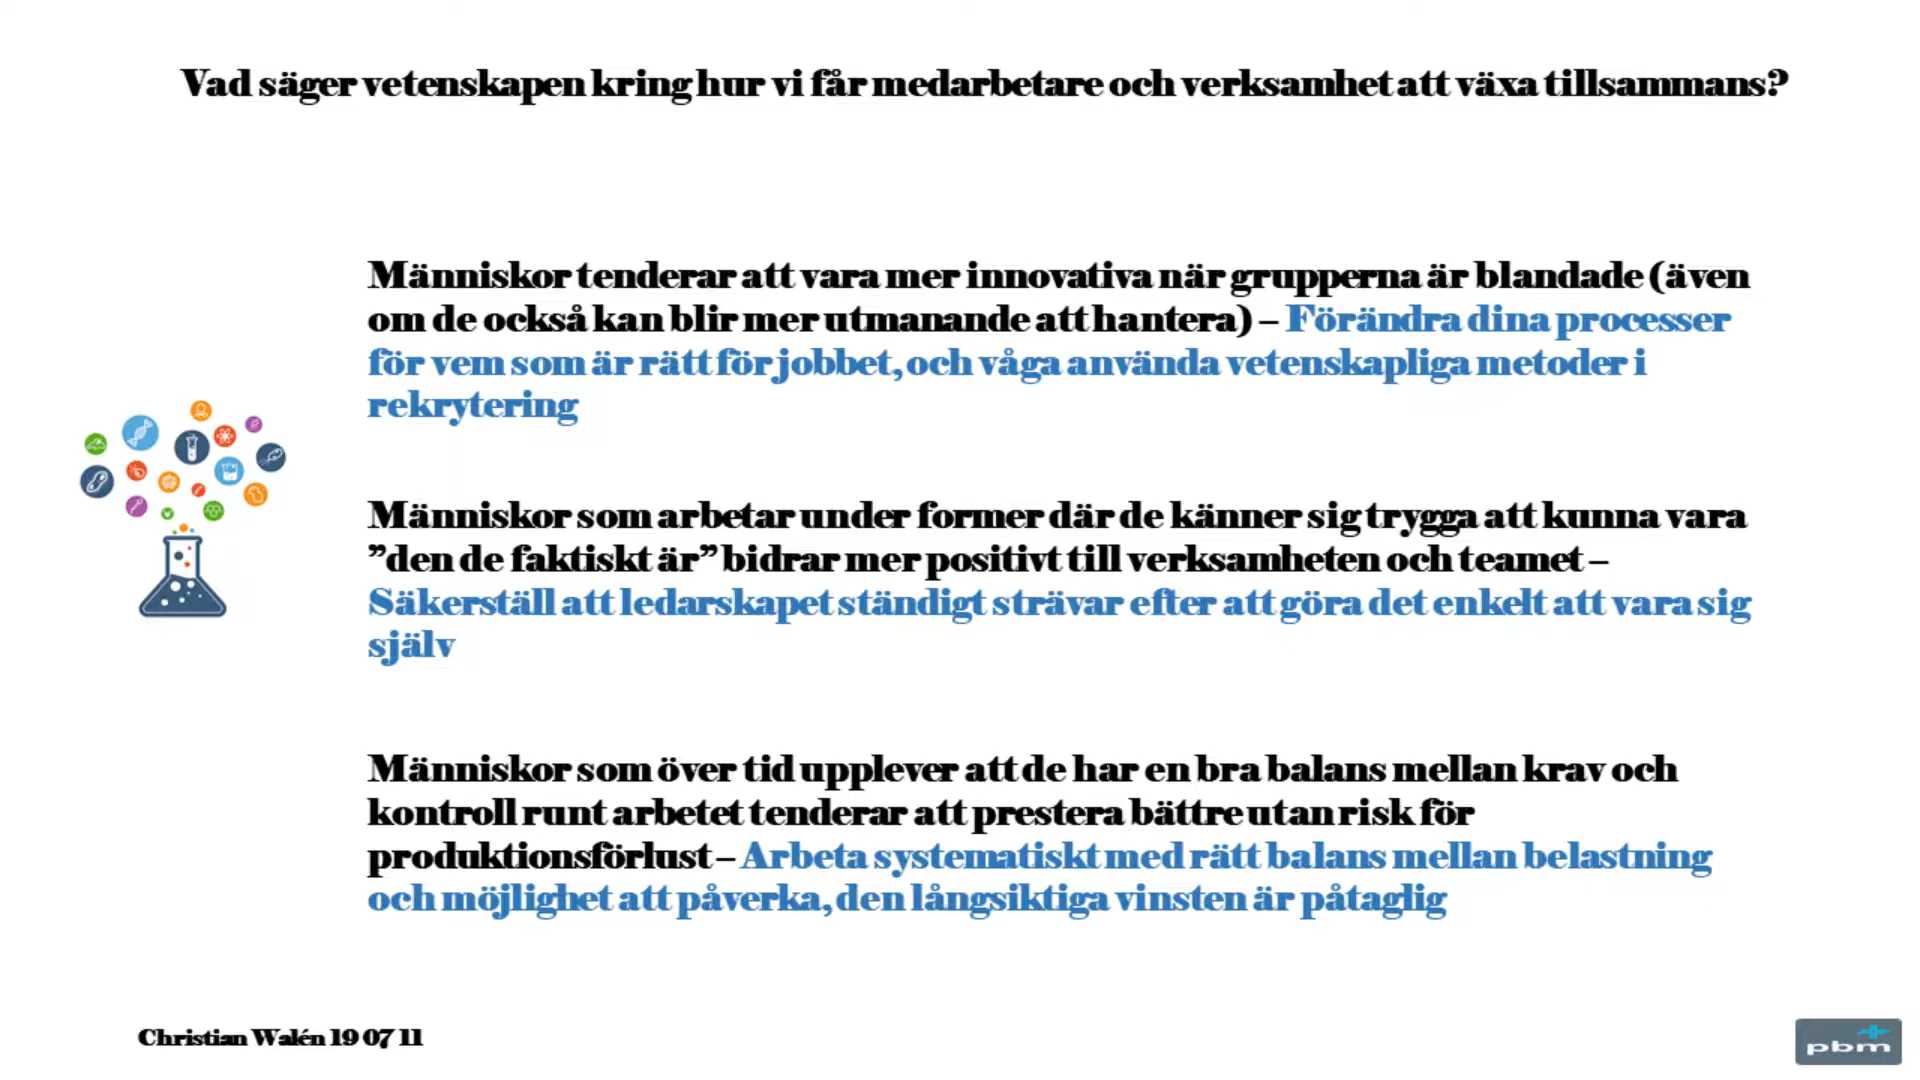 Vad säger vetenskapen kring hur vi får medarbetare och verksamhet att växa tillsammans?
Människor tenderar att vara mer innovativa när grupperna är blandade (även
om de också kan blir mer utmanande att hantera) – Förändra dina processer
för vem som är rätt för jobbet, och våga använda vetenskapliga metoder i
rekrytering
Människor som arbetar under former där de känner sig trygga att kunna vara
”den de faktiskt är” bidrar mer positivt till verksamheten och teamet –
Säkerställ att ledarskapet ständigt strävar efter att göra det enkelt att vara sig
själv
Människor som över tid upplever att de har en bra balans mellan krav och
kontroll runt arbetet tenderar att prestera bättre utan risk för
produktionsförlust – Arbeta systematiskt med rätt balans mellan belastning
och möjlighet att påverka, den långsiktiga vinsten är påtaglig
Christian Walén 19 07 11
pbm